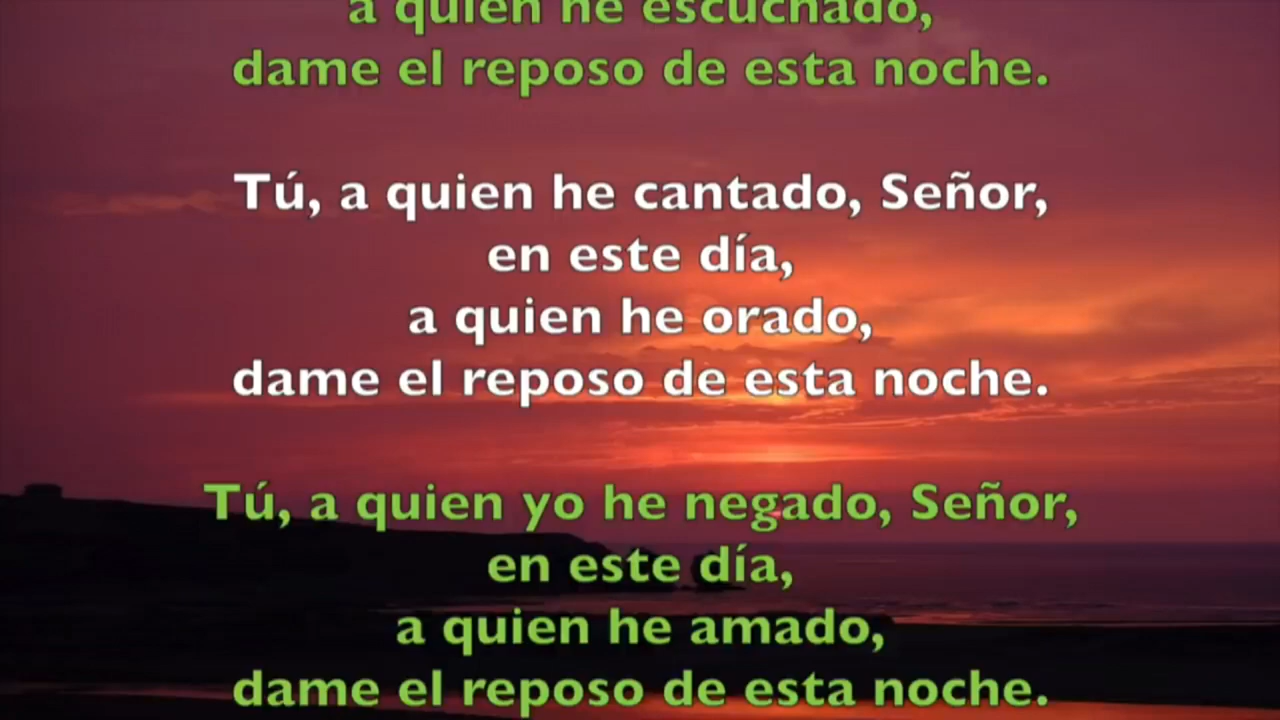 a quien he escuchado,
dame el reposo de esta noche.
Tú, a quien he cantado, Señor,
en este día,
a quien he orado,
dame el reposo de esta noche.
Tú, a quien yo he negado, Señor,
en este día,
a quien he amado,
dame el reposo de esta noche.